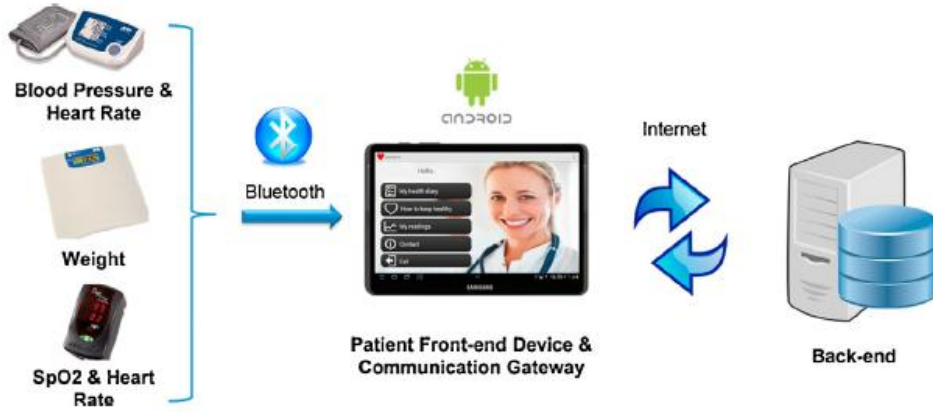 Blood Pressure &
Heart Rate
Weight
SpO2 & Heart
Rate
Bluetooth
ANDROID
Hello,
My health diary
How to keep healthy
My readings
Contact
Exit
SAMSUNG
Patient Front-end Device &
Communication Gateway
Internet
Back-end